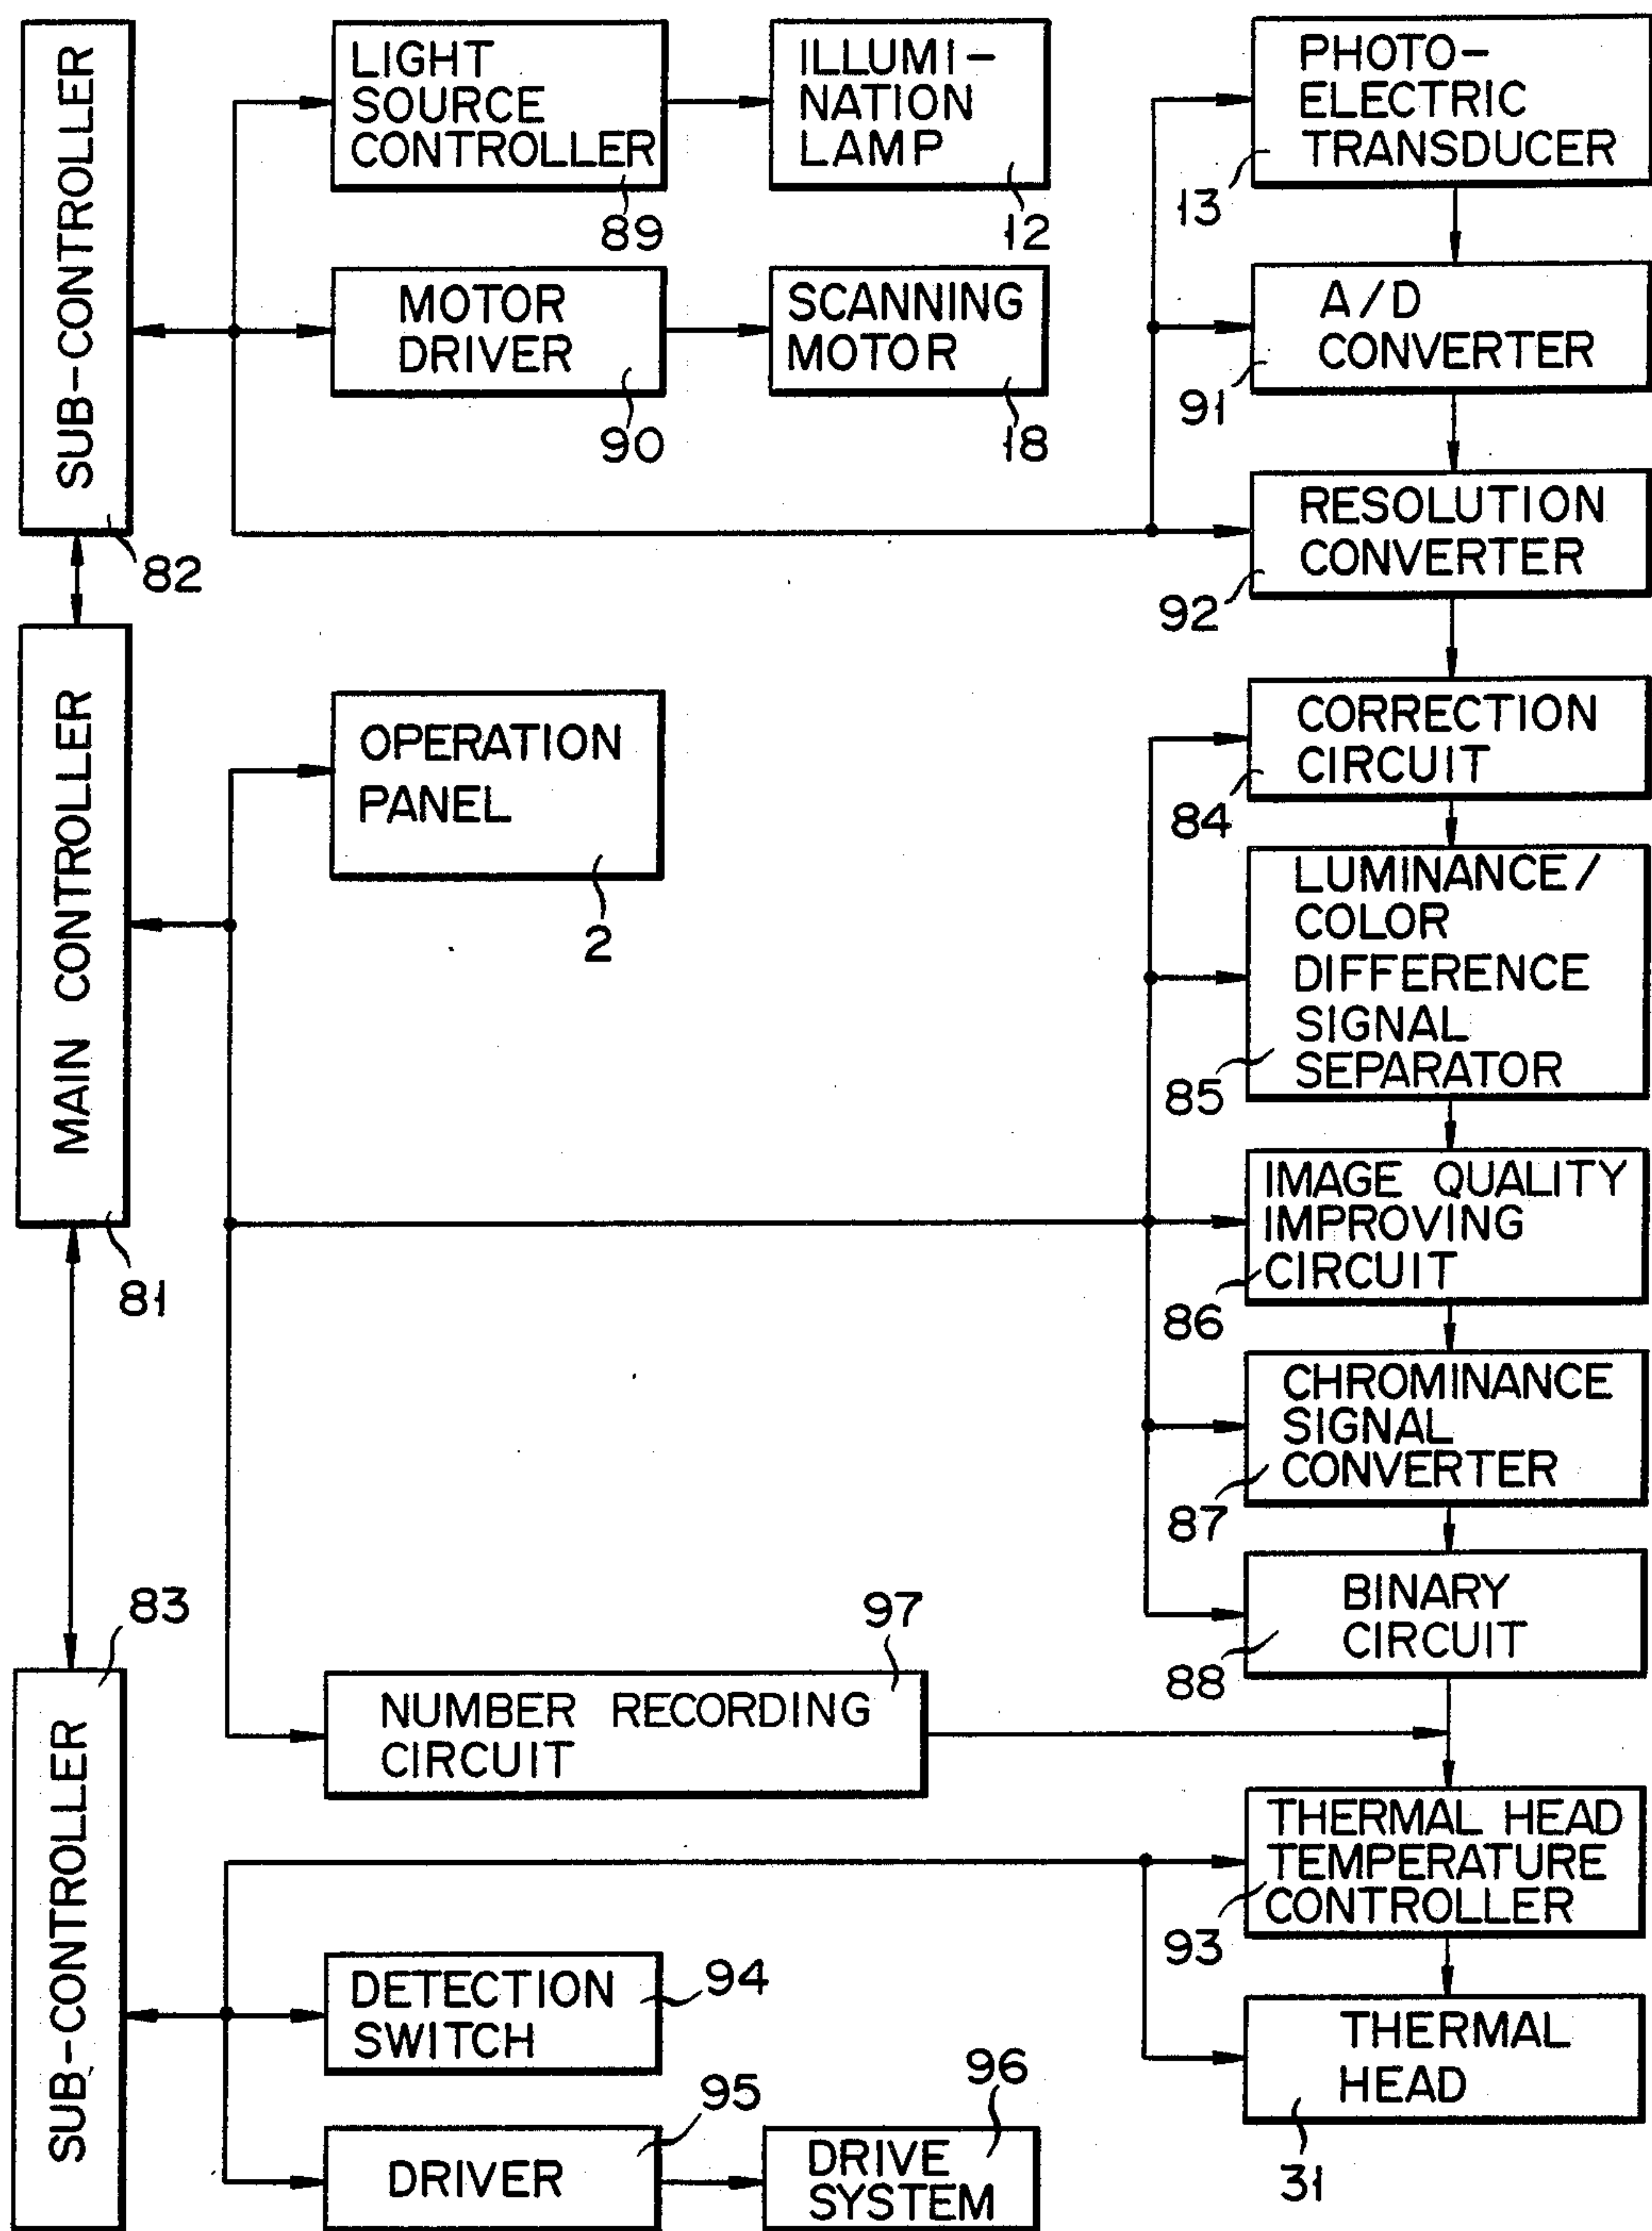 SUB-CONTROLLER
82
LIGHT
SOURCE
CONTROLLER
89
ILLUMI-
NATION
LAMP
12
MOTOR
DRIVER
90
SCANNING
MOTOR
18
PHOTO-
ELECTRIC
TRANSDUCER
13
A/D
CONVERTER
91
RESOLUTION
CONVERTER
92
MAIN CONTROLLER
81
OPERATION
PANEL
2
CORRECTION
CIRCUIT
84
LUMINANCE/
COLOR
DIFFERENCE
SIGNAL
SEPARATOR
85
IMAGE QUALITY
IMPROVING
CIRCUIT
86
CHROMINANCE
SIGNAL
CONVERTER
87
BINARY
CIRCUIT
88
83
SUB-CONTROLLER
97
NUMBER RECORDING
CIRCUIT
THERMAL HEAD
TEMPERATURE
CONTROLLER
93
DETECTION
SWITCH
94
THERMAL
HEAD
31
95
DRIVER
96
DRIVE
SYSTEM